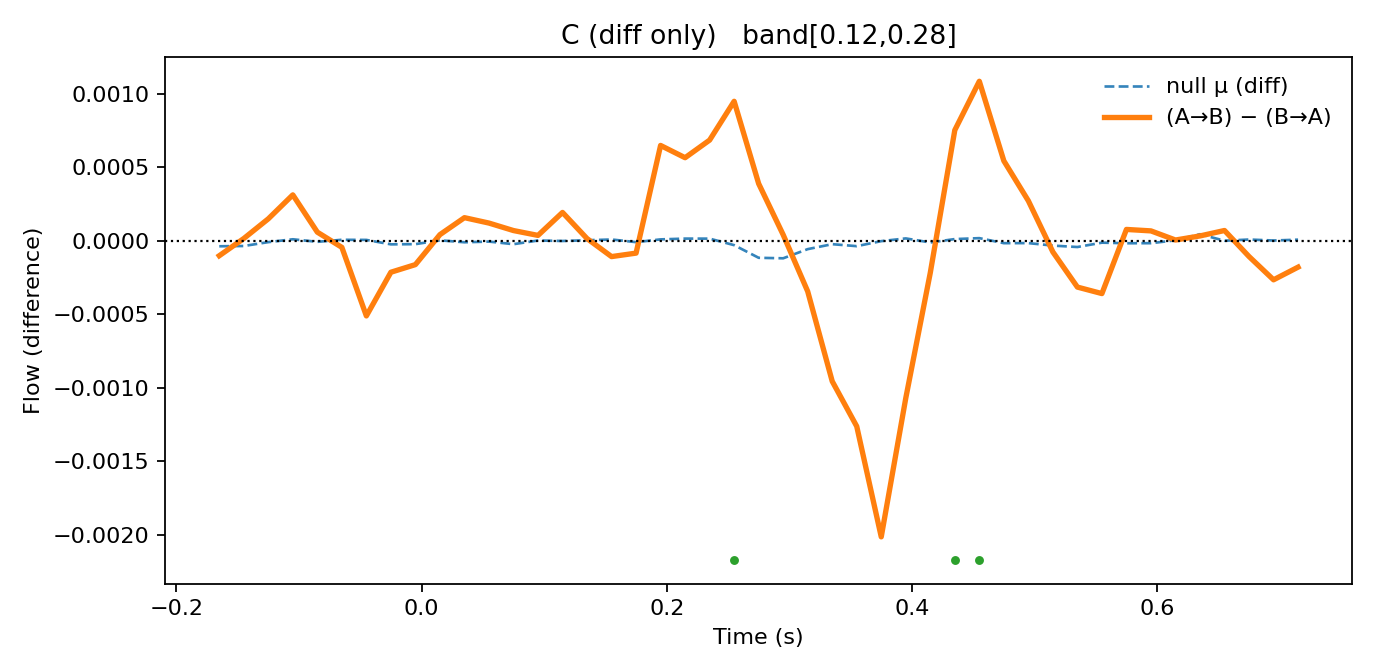 C (diff only)   band[0.12,0.28]
null μ (diff)
(A→B) − (B→A)
Flow (difference)
0.0010
0.0005
0.0000
−0.0005
−0.0010
−0.0015
−0.0020
−0.2
0.0
0.2
0.4
0.6
Time (s)